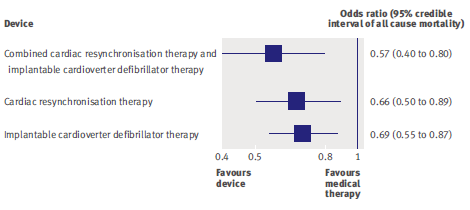 Device
Odds ratio (95% credible
interval of all cause mortality)
Combined cardiac resynchronisation therapy and
implantable cardioverter defibrillator therapy
0.57 (0.40 to 0.80)
Cardiac resynchronisation therapy
0.66 (0.50 to 0.89)
Implantable cardioverter defibrillator therapy
0.69 (0.55 to 0.87)
0.4 0.5 0.8 1
Favours
device
Favours
medical
therapy